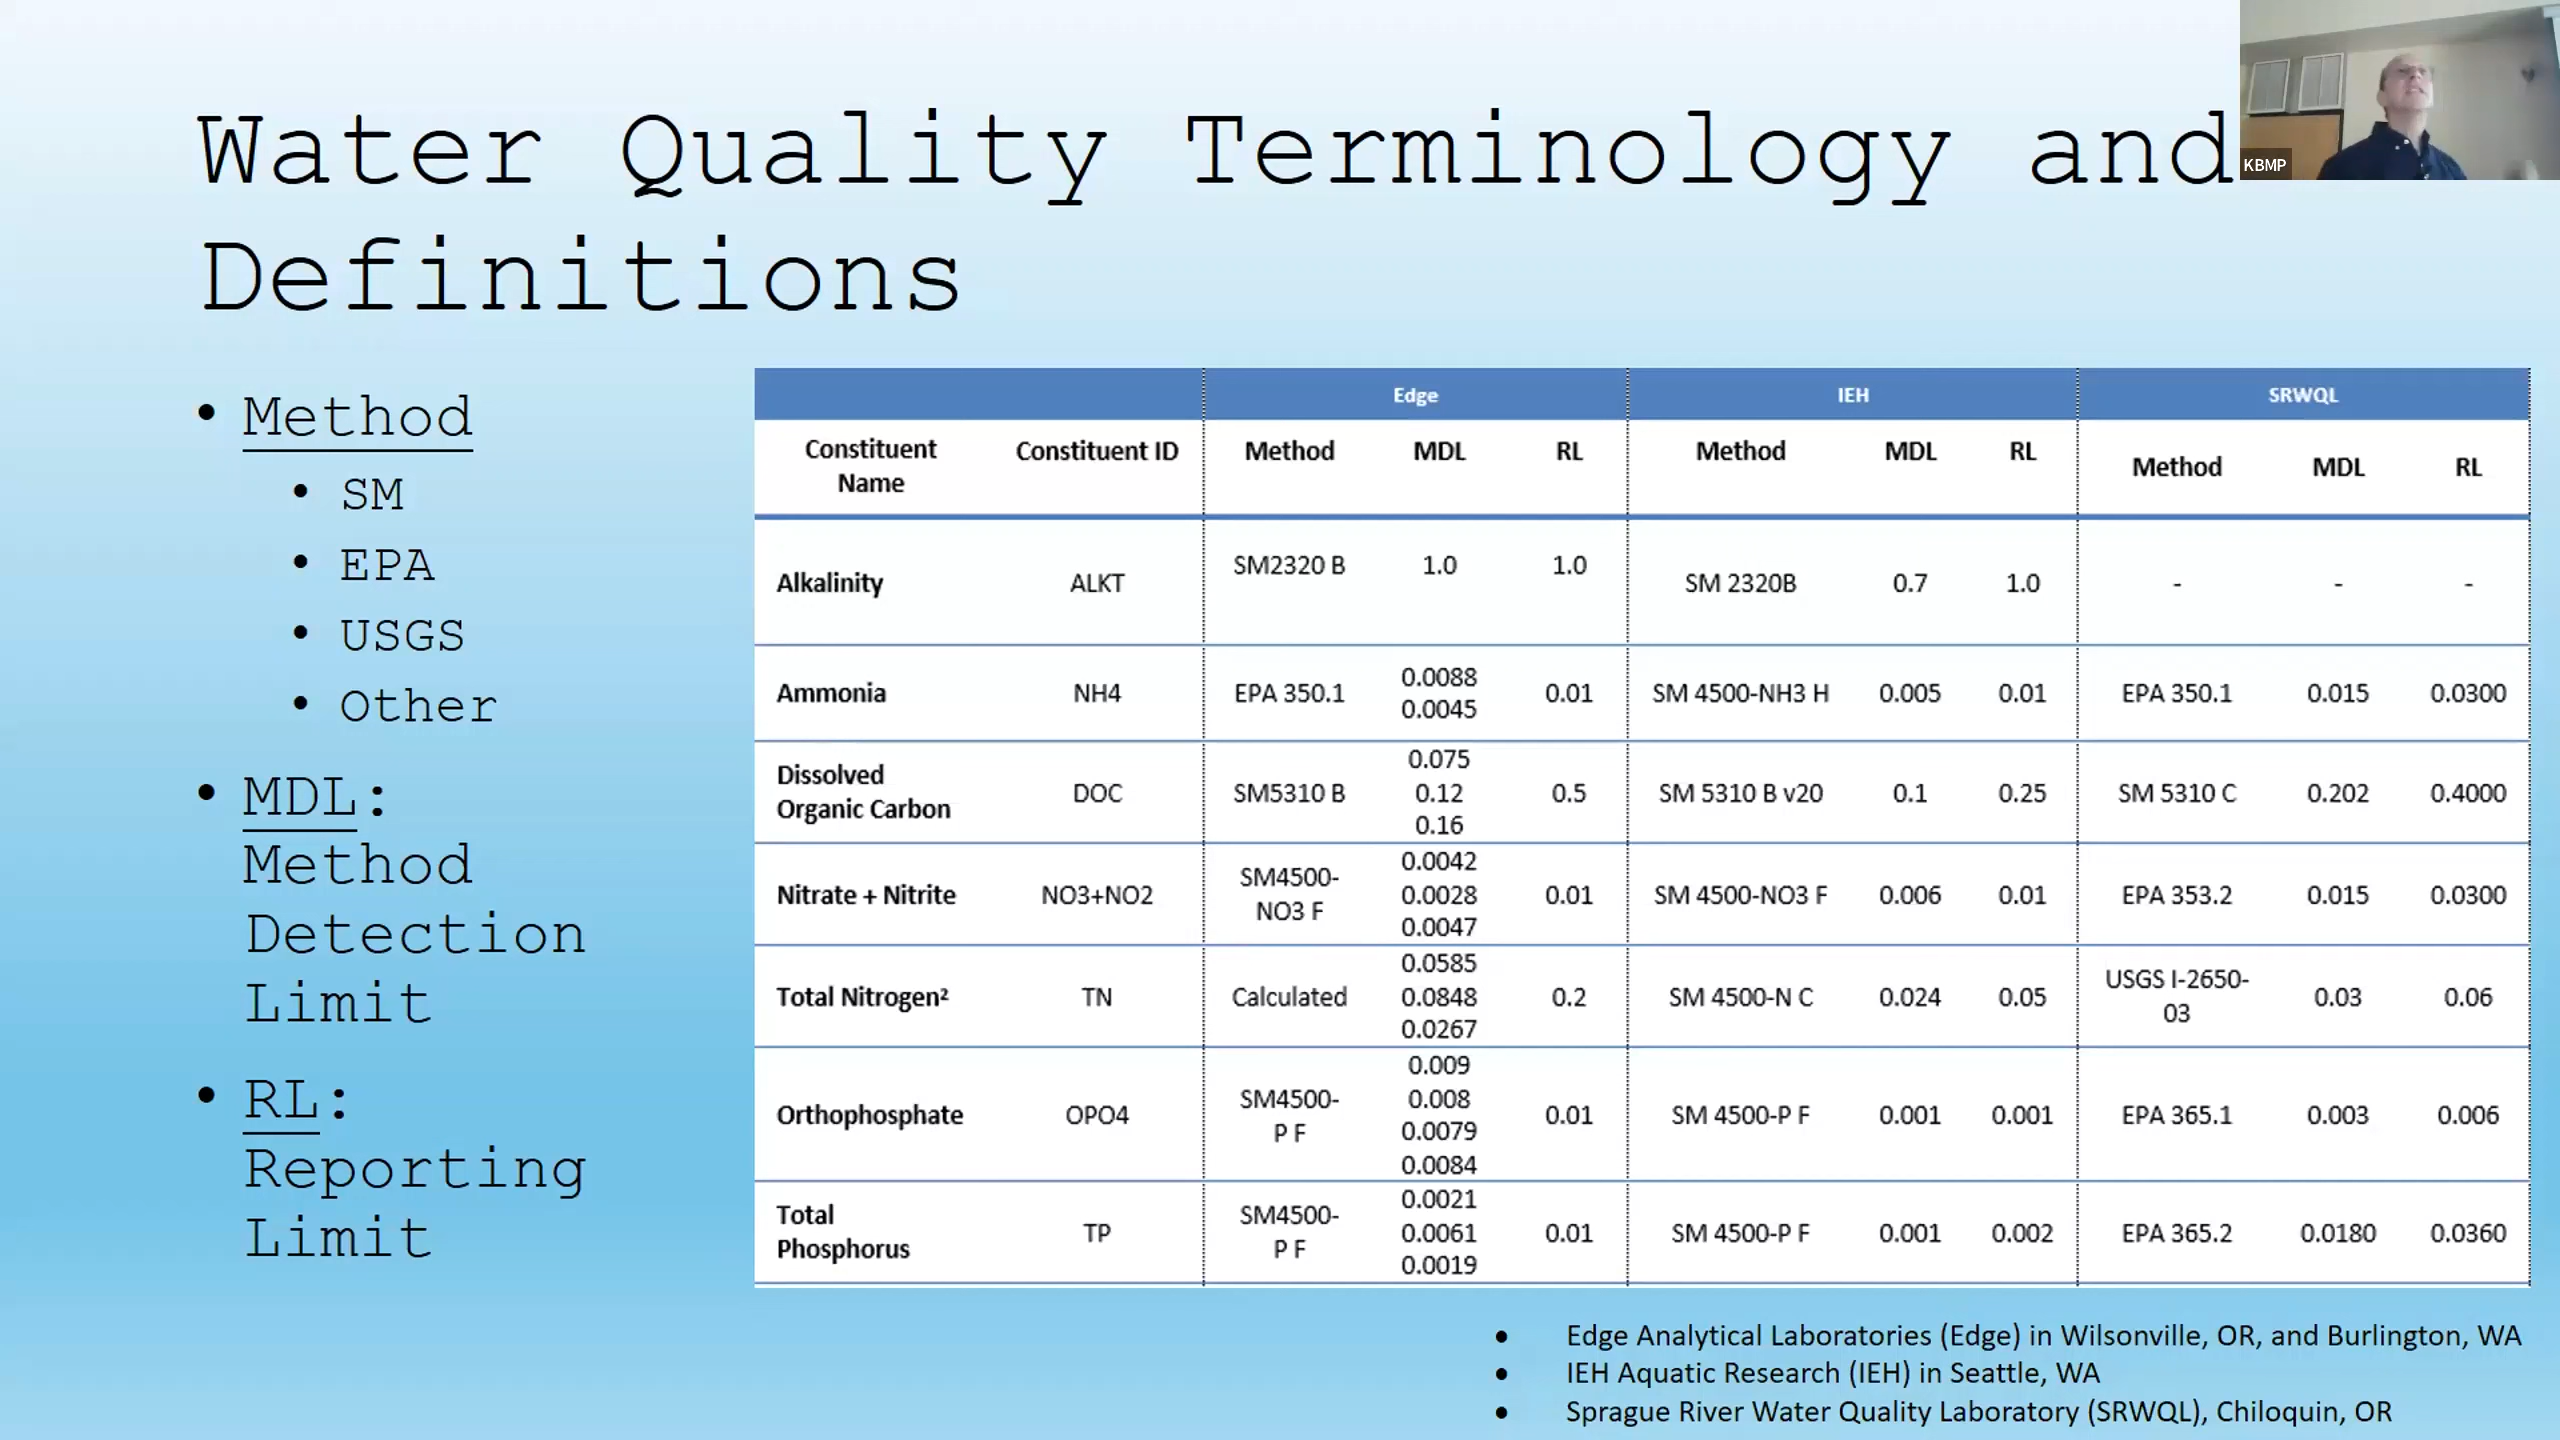 Water Quality Terminology and
Definitions
KBMP
• Method
• SM
• EPA
• USGS
• Other
• MDL:
Method
Detection
Limit
• RL:
Reporting
Limit
Edge IEH SRWQL
Constituent Name Constituent ID Method MDL RL Method MDL RL Method MDL RL
Alkalinity ALKT SM2320 B 1.0 1.0 SM 2320B 0.7 1.0 - - -
Ammonia NH4 EPA 350.1 0.0088 0.0045 0.01 SM 4500-NH3 H 0.005 0.01 EPA 350.1 0.015 0.0300
Dissolved Organic Carbon DOC SM5310 B 0.075 0.12 0.16 0.5 SM 5310 B v20 0.1 0.25 SM 5310 C 0.202 0.4000
Nitrate + Nitrite NO3+NO2 SM4500-NO3 F 0.0042 0.0028 0.0047 0.01 SM 4500-NO3 F 0.006 0.01 EPA 353.2 0.015 0.0300
Total Nitrogen² TN Calculated 0.0585 0.0848 0.0267 0.2 SM 4500-N C 0.024 0.05 USGS I-2650-03 0.03 0.06
Orthophosphate OPO4 SM4500-P F 0.009 0.008 0.0079 0.0084 0.01 SM 4500-P F 0.001 0.001 EPA 365.1 0.003 0.006
Total Phosphorus TP SM4500-P F 0.0021 0.0061 0.0019 0.01 SM 4500-P F 0.001 0.002 EPA 365.2 0.0180 0.0360
• Edge Analytical Laboratories (Edge) in Wilsonville, OR, and Burlington, WA
• IEH Aquatic Research (IEH) in Seattle, WA
• Sprague River Water Quality Laboratory (SRWQL), Chiloquin, OR